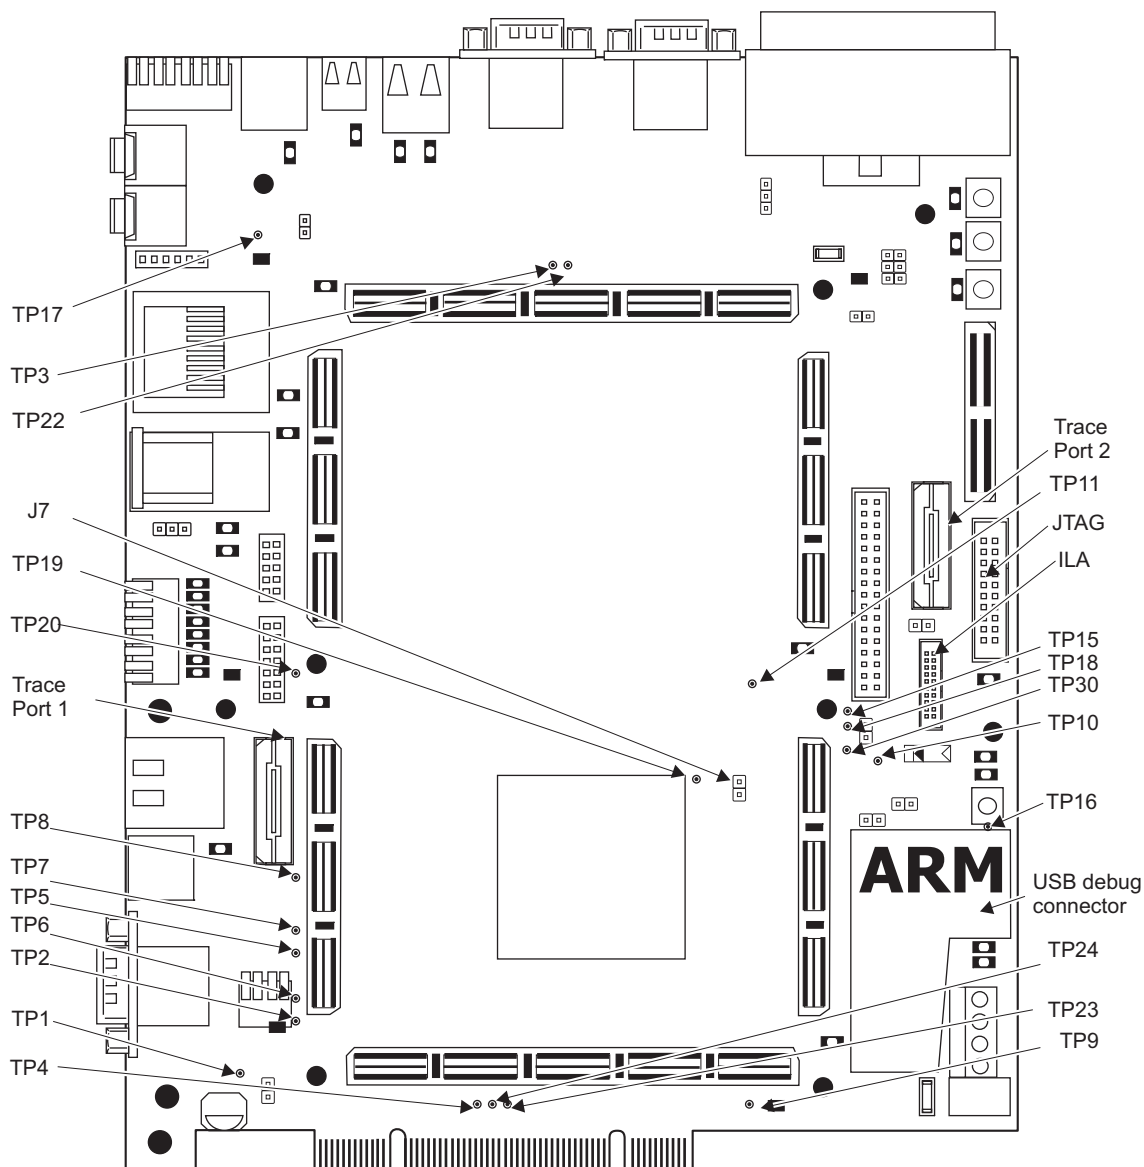 TP17
TP3
TP22
J7
TP19
TP20
Trace
Port 1
TP8
TP7
TP5
TP6
TP2
TP1
TP4
Trace
Port 2
TP11
JTAG
ILA
TP15
TP18
TP30
TP10
TP16
ARM
USB debug
connector
TP24
TP23
TP9